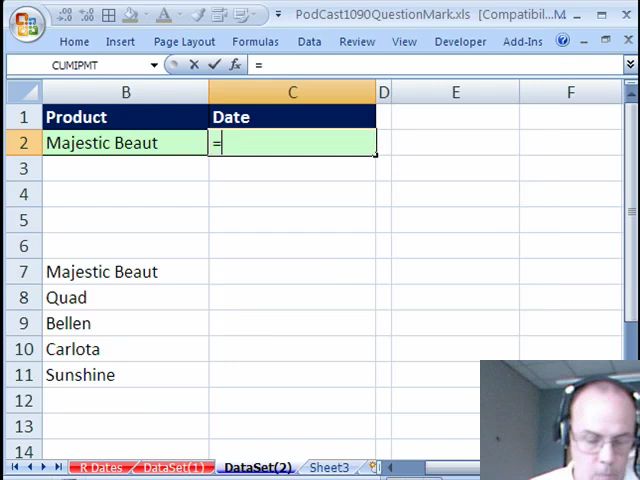 PodCast1090QuestionMark.xls [Compatibil...
Home Insert Page Layout Formulas Data Review View Developer Add-Ins
CUMIPMT fx =
B C D E F
1 Product Date
2 Majestic Beaut =
3
4
5
6
7 Majestic Beaut
8 Quad
9 Bellen
10 Carlota
11 Sunshine
12
13
14
R Dates DataSet(1) DataSet(2) Sheet3